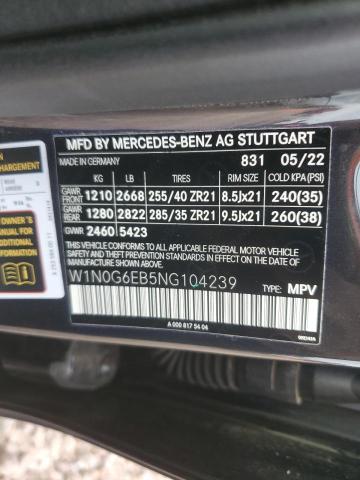 MFD BY MERCEDES-BENZ AG STUTTGART
MADE IN GERMANY 831 05/22
KG LB TIRES RIM SIZE COLD KPA (PSI)
GAWR FRONT 1210 2668 255/40 ZR21 8.5Jx21 240(35)
GAWR REAR 1280 2822 285/35 ZR21 9.5Jx21 260(38)
GVWR 2460 5423
THIS VEHICLE CONFORMS TO ALL APPLICABLE FEDERAL MOTOR VEHICLE
SAFETY, BUMPER, AND THEFT PREVENTION STANDARDS IN EFFECT ON THE
DATE OF MANUFACTURE SHOWN ABOVE.
W1N0G6EB5NG104239
TYPE: MPV
A 000 817 54 04
OWNER'S